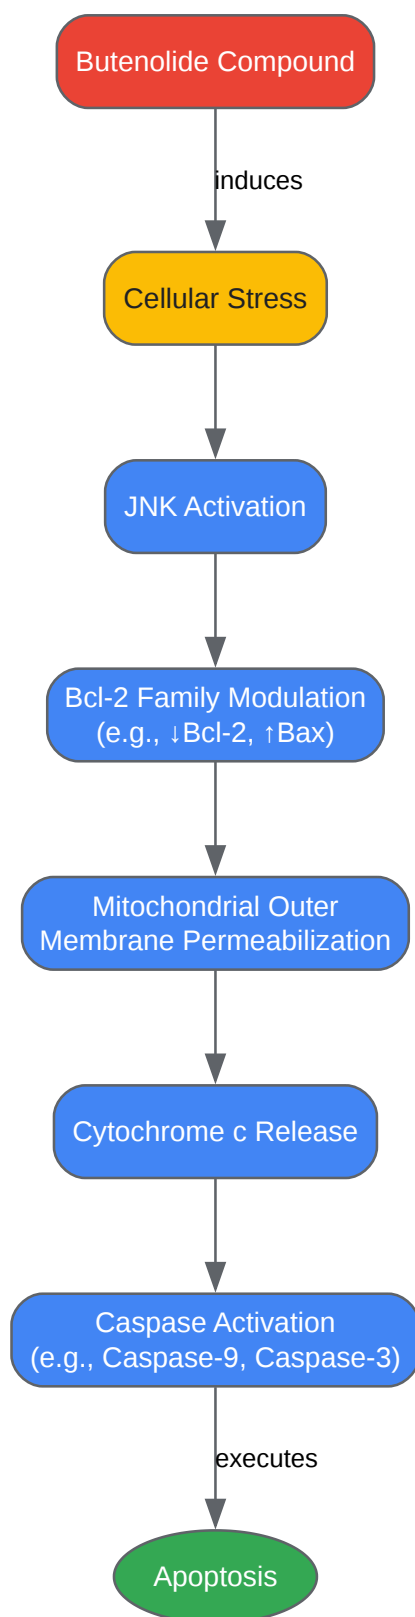 Butenolide Compound
induces
Cellular Stress
JNK Activation
Bcl-2 Family Modulation
(e.g., ↓Bcl-2, ↑Bax)
Mitochondrial Outer
Membrane Permeabilization
Cytochrome c Release
Caspase Activation
(e.g., Caspase-9, Caspase-3)
executes
Apoptosis